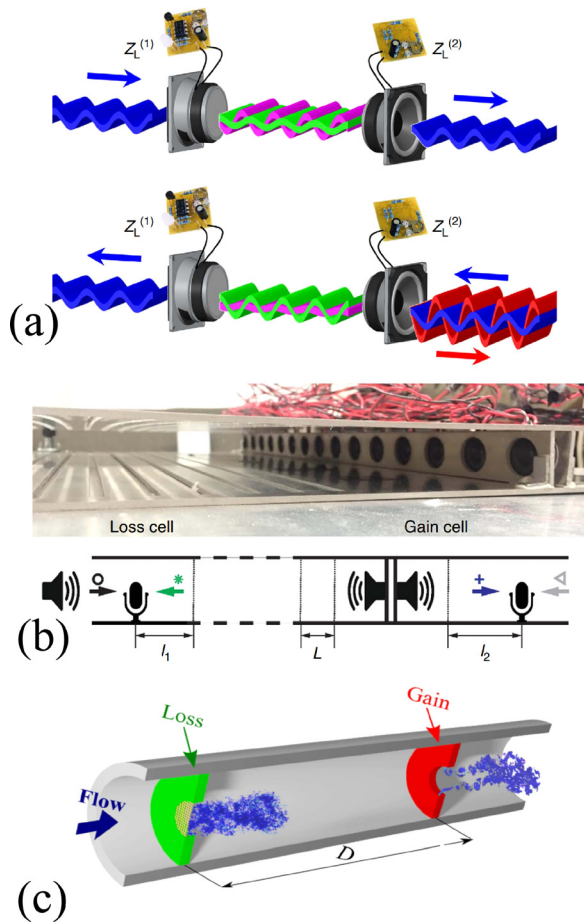 Z_L^(1) Z_L^(2)
Z_L^(1) Z_L^(2)
(a)
Loss cell Gain cell
* +
l_1 L l_2
(b)
Gain
Loss
Flow
D
(c)